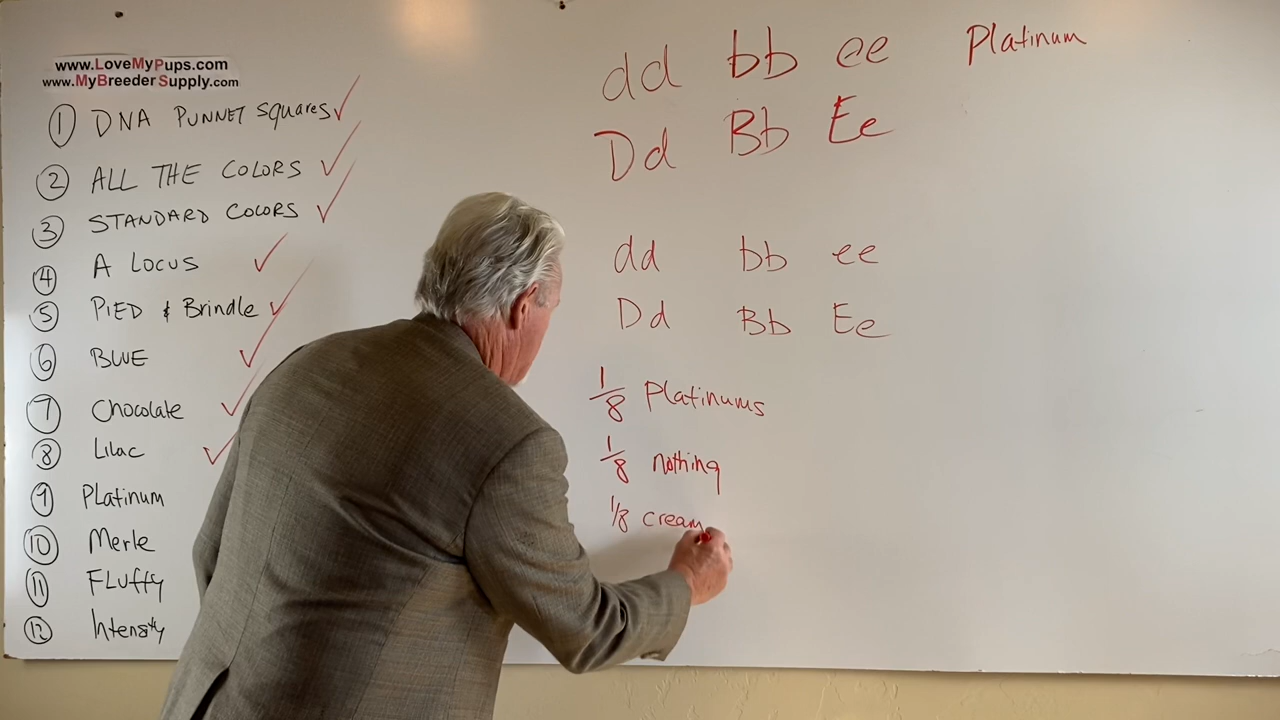 www.LoveMyPups.com
www.MyBreederSupply.com
① DNA PUNNET SQUARES ✓
② ALL THE COLORS ✓
③ STANDARD COLORS ✓
④ A LOCUS ✓
⑤ PIED & Brindle ✓
⑥ BLUE ✓
⑦ Chocolate ✓
⑧ Lilac ✓
⑨ Platinum
⑩ Merle
⑪ FLuffy
⑫ Intensity
dd bb ee Platinum
Dd Bb Ee
dd bb ee
Dd Bb Ee
1/8 Platinums
1/8 nothing
1/8 cream